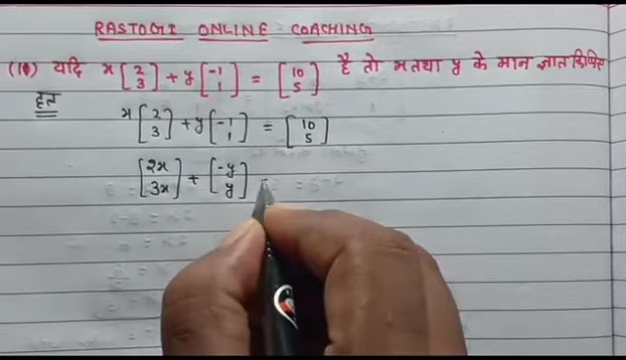 RASTOGI ONLINE COACHING
(10) यदि x [2 3] + y [-1 1] = [10 5] है तो x तथा y के मान ज्ञात कीजिए
हल
x [2 3] + y [-1 1] = [10 5]
[2x 3x] + [-y y]